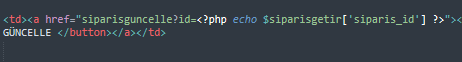 <td><a href="siparisguncelle?id=<?php echo $siparisgetir['siparis_id'] ?>"><
GÜNCELLE </button></a></td>